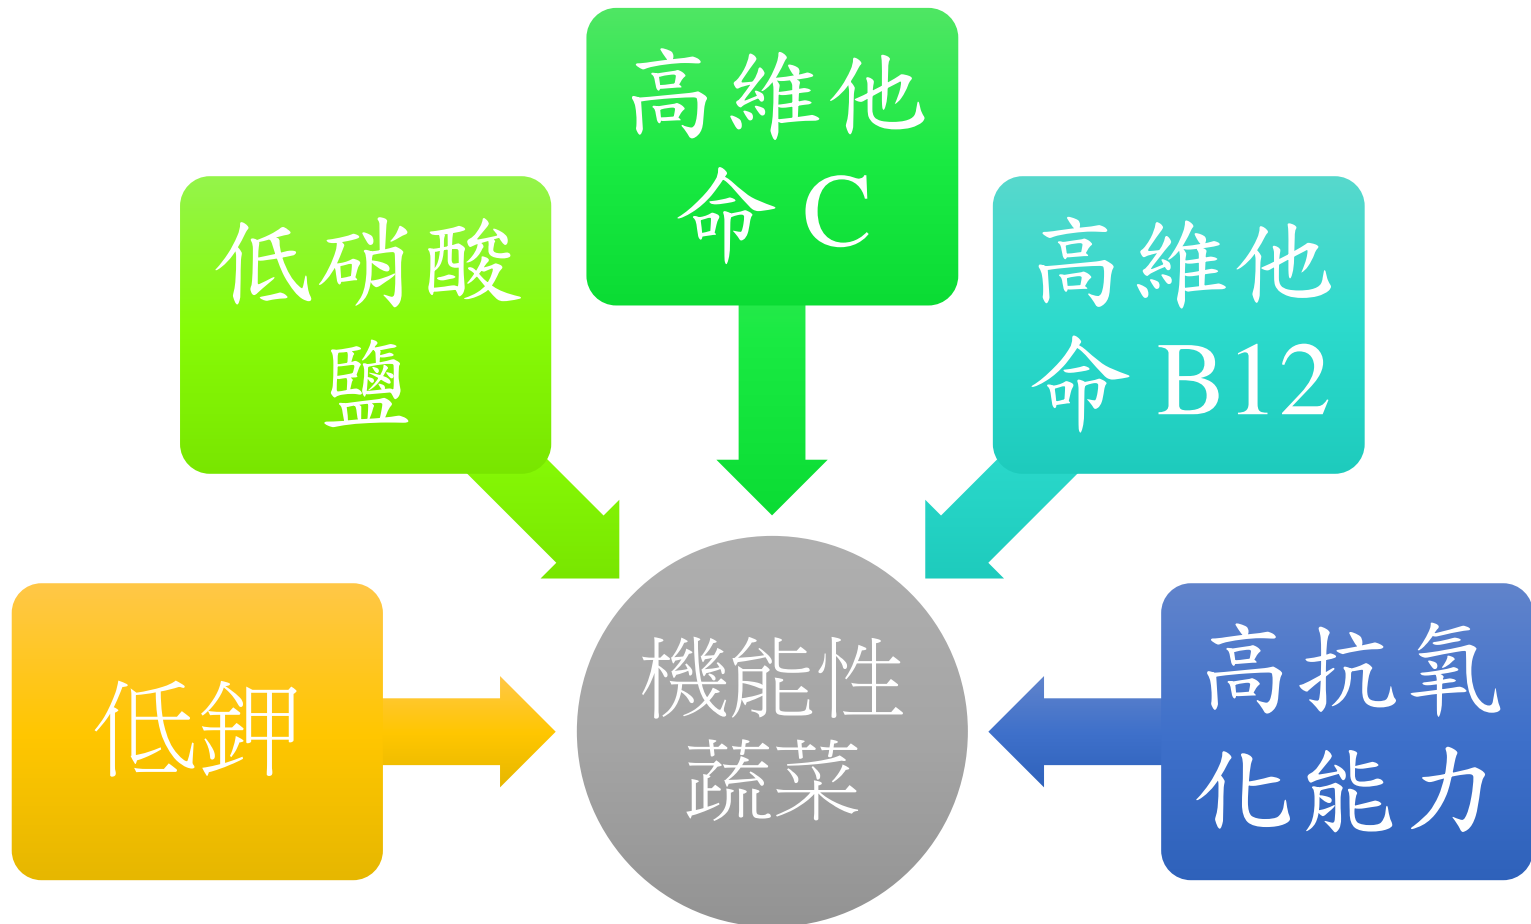 高維他
命 C
低硝酸
鹽
高維他
命 B12
低鉀
機能性
蔬菜
高抗氧
化能力